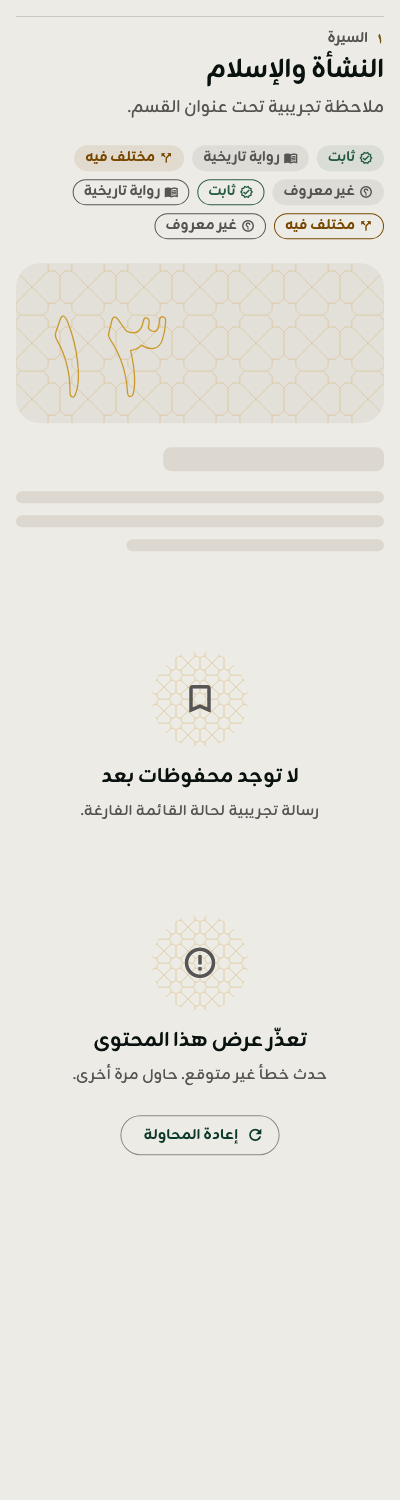 ١ السيرة
النشأة والإسلام
ملاحظة تجريبية تحت عنوان القسم.
ثابت رواية تاريخية مختلف فيه
غير معروف ثابت رواية تاريخية
مختلف فيه غير معروف
١٣
لا توجد محفوظات بعد
رسالة تجريبية لحالة القائمة الفارغة.
تعذّر عرض هذا المحتوى
حدث خطأ غير متوقع. حاول مرة أخرى.
إعادة المحاولة